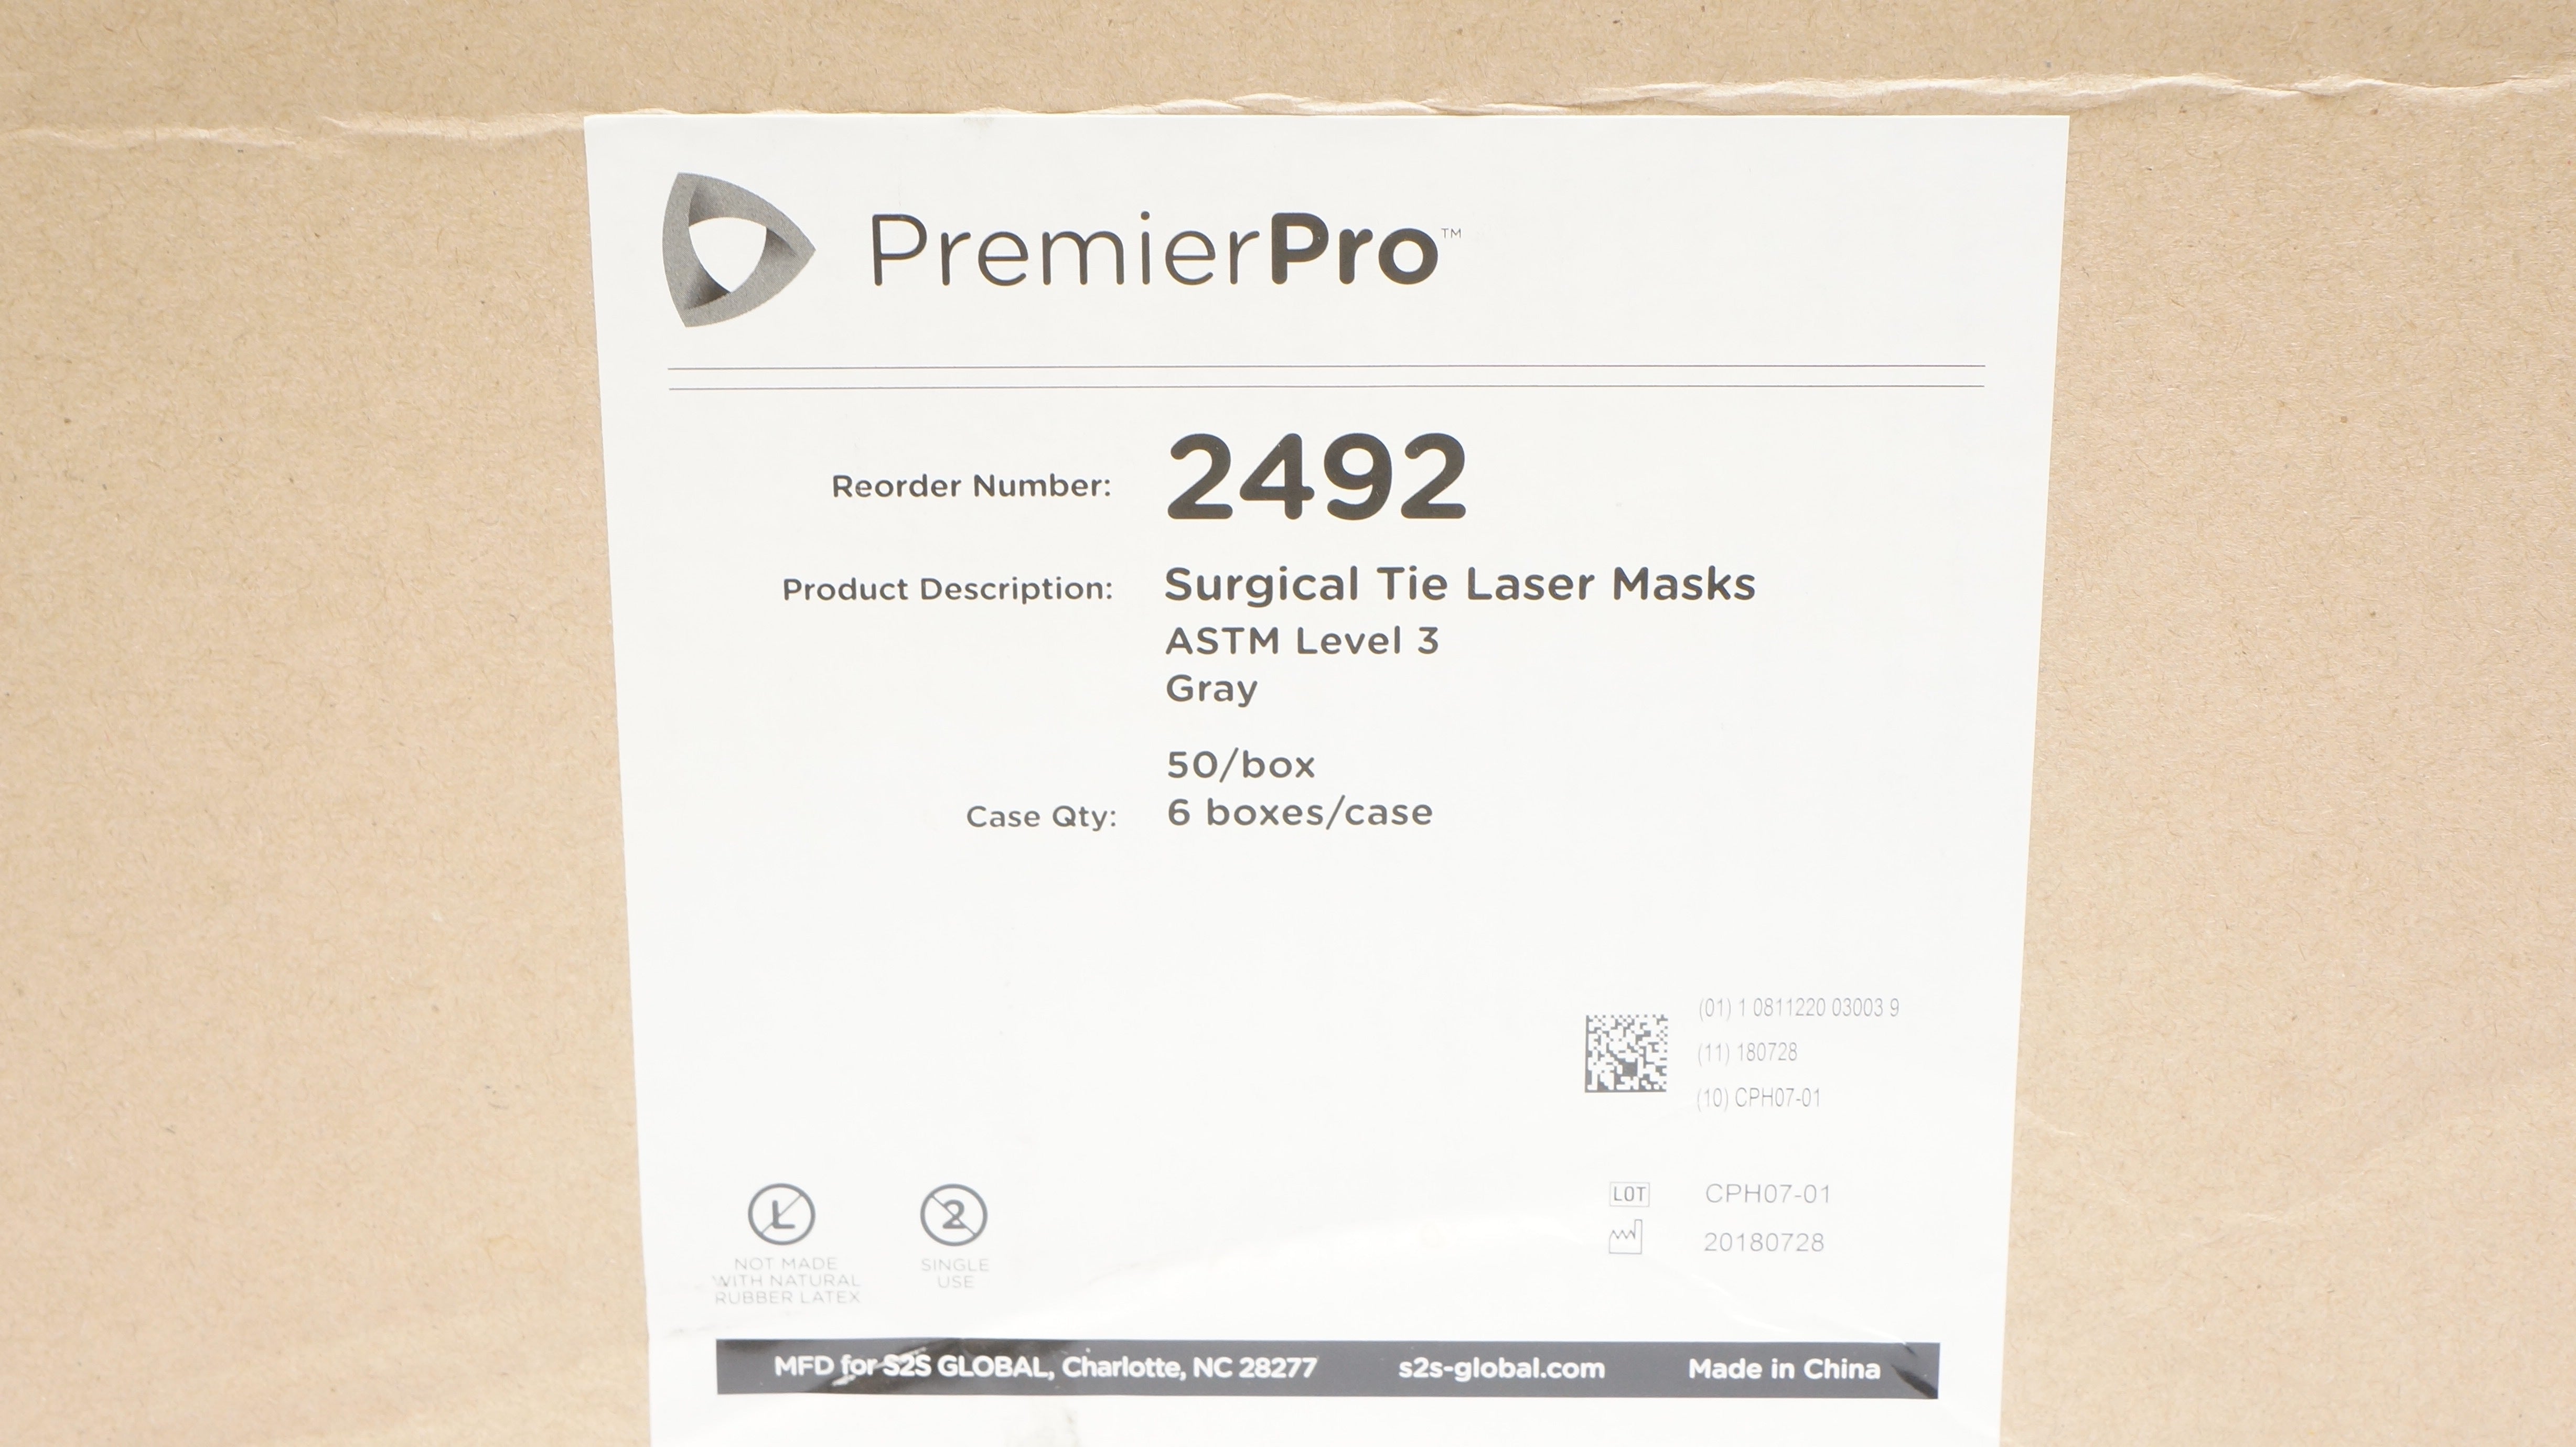 PremierPro™
Reorder Number: 2492
Product Description: Surgical Tie Laser Masks
ASTM Level 3
Gray
50/box
Case Qty: 6 boxes/case
(01) 1 0811220 03003 9
(11) 180728
(10) CPH07-01
L
2
NOT MADE
WITH NATURAL
RUBBER LATEX
SINGLE
USE
LOT CPH07-01
20180728
MFD for S2S GLOBAL, Charlotte, NC 28277 s2s-global.com Made in China